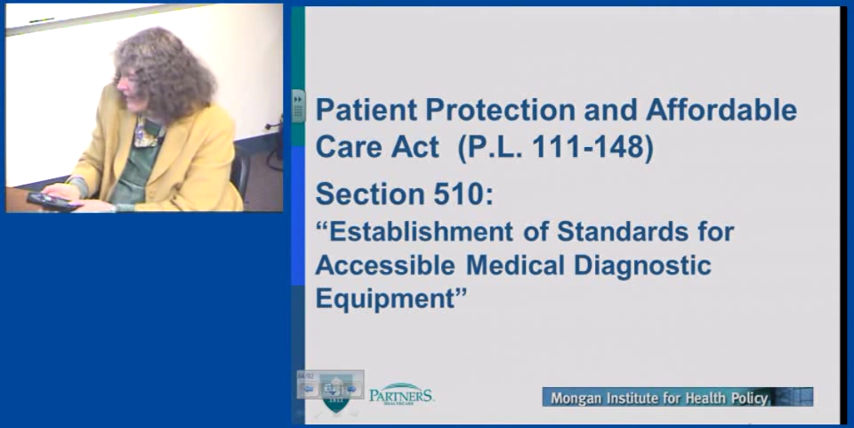 Patient Protection and Affordable
Care Act (P.L. 111-148)
Section 510:
“Establishment of Standards for
Accessible Medical Diagnostic
Equipment”
PARTNERS
Mongan Institute for Health Policy